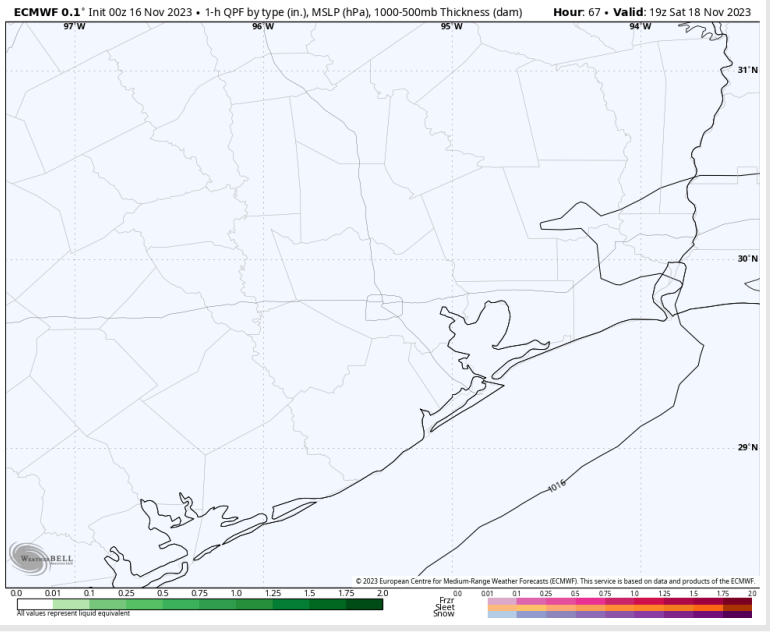 ECMWF 0.1° Init 00z 16 Nov 2023 • 1-h QPF by type (in.), MSLP (hPa), 1000-500mb Thickness (dam)
Hour: 67 • Valid: 19z Sat 18 Nov 2023
97°W 96°W 95°W 94°W
31°N
30°N
29°N
1016
WEATHERBELL
© 2023 European Centre for Medium-Range Weather Forecasts (ECMWF). This service is based on data and products of the ECMWF.
0.0 0.01 0.1 0.25 0.5 0.75 1.0 1.25 1.5 1.75 2.0
All values represent liquid equivalent
0.0 0.01 0.1 0.25 0.50 0.75 1.0 1.25 1.50 1.75 2.0
Frzr
Sleet
Snow